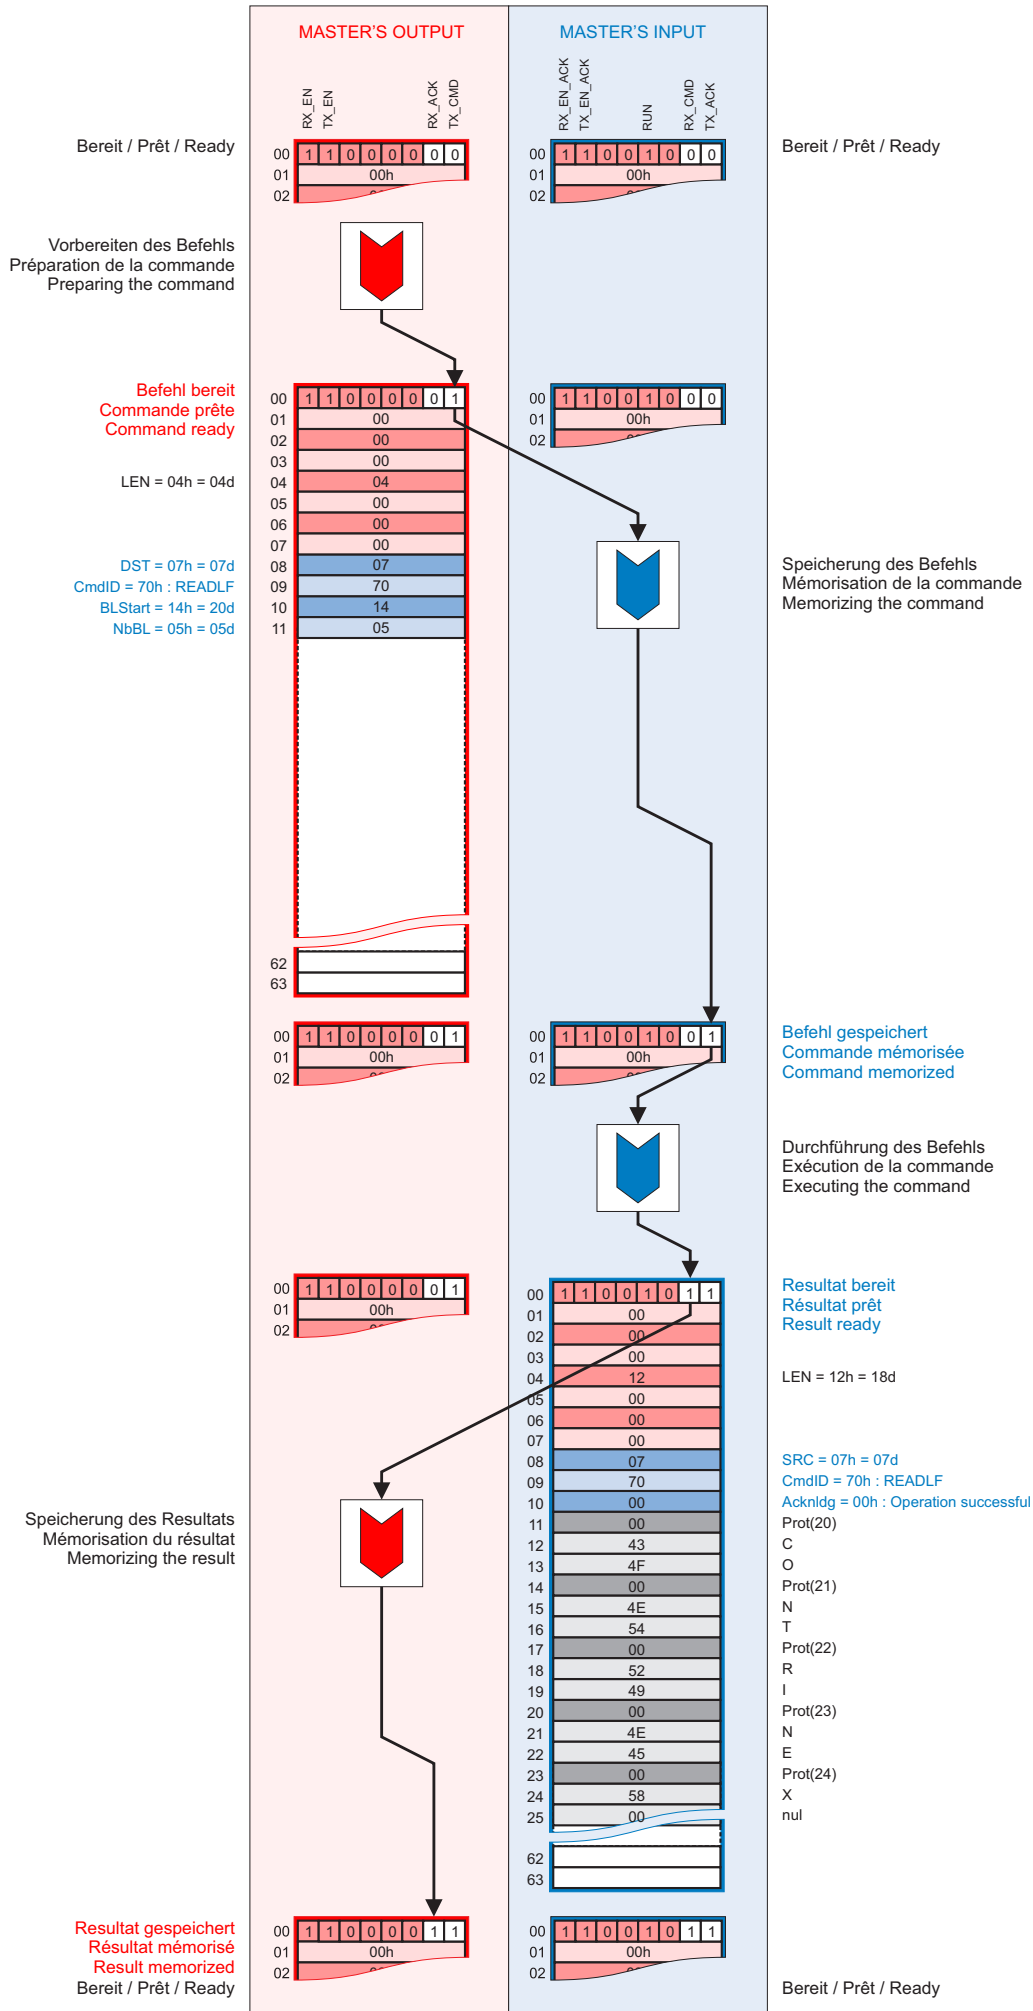 MASTER'S OUTPUT MASTER'S INPUT
RX_EN TX_EN RX_ACK TX_CMD RX_EN_ACK TX_EN_ACK RUN RX_CMD TX_ACK
Bereit / Prêt / Ready 00 1 1 0 0 0 0 0 0 00 1 1 0 0 1 0 0 0 Bereit / Prêt / Ready
01 00h 01 00h
02 02
Vorbereiten des Befehls
Préparation de la commande
Preparing the command
Befehl bereit
Commande prête
Command ready
00 1 1 0 0 0 0 0 1 00 1 1 0 0 1 0 0 0
01 00 01 00h
02 00 02
03 00
LEN = 04h = 04d 04 04
05 00
06 00
07 00
DST = 07h = 07d 08 07
CmdID = 70h : READLF 09 70
BLStart = 14h = 20d 10 14
NbBL = 05h = 05d 11 05
Speicherung des Befehls
Mémorisation de la commande
Memorizing the command
62
63
00 1 1 0 0 0 0 0 1 00 1 1 0 0 1 0 0 1
01 00h 01 00h
02 02
Befehl gespeichert
Commande mémorisée
Command memorized
Durchführung des Befehls
Exécution de la commande
Executing the command
00 1 1 0 0 0 0 0 1
01 00h
02
Resultat bereit
Résultat prêt
Result ready
00 1 1 0 0 1 0 1 1
01 00
02 00
03 00
04 12 LEN = 12h = 18d
05 00
06 00
07 00
08 07 SRC = 07h = 07d
09 70 CmdID = 70h : READLF
10 00 Acknldg = 00h : Operation successful
11 00 Prot(20)
12 43 C
13 4F O
14 00 Prot(21)
15 4E N
16 54 T
17 00 Prot(22)
18 52 R
19 49 I
20 00 Prot(23)
21 4E N
22 45 E
23 00 Prot(24)
24 58 X
25 00 nul
62
63
Speicherung des Resultats
Mémorisation du résultat
Memorizing the result
Resultat gespeichert
Résultat mémorisé
Result memorized
Bereit / Prêt / Ready
00 1 1 0 0 0 0 1 1 00 1 1 0 0 1 0 1 1
01 00h 01 00h
02 02
Bereit / Prêt / Ready